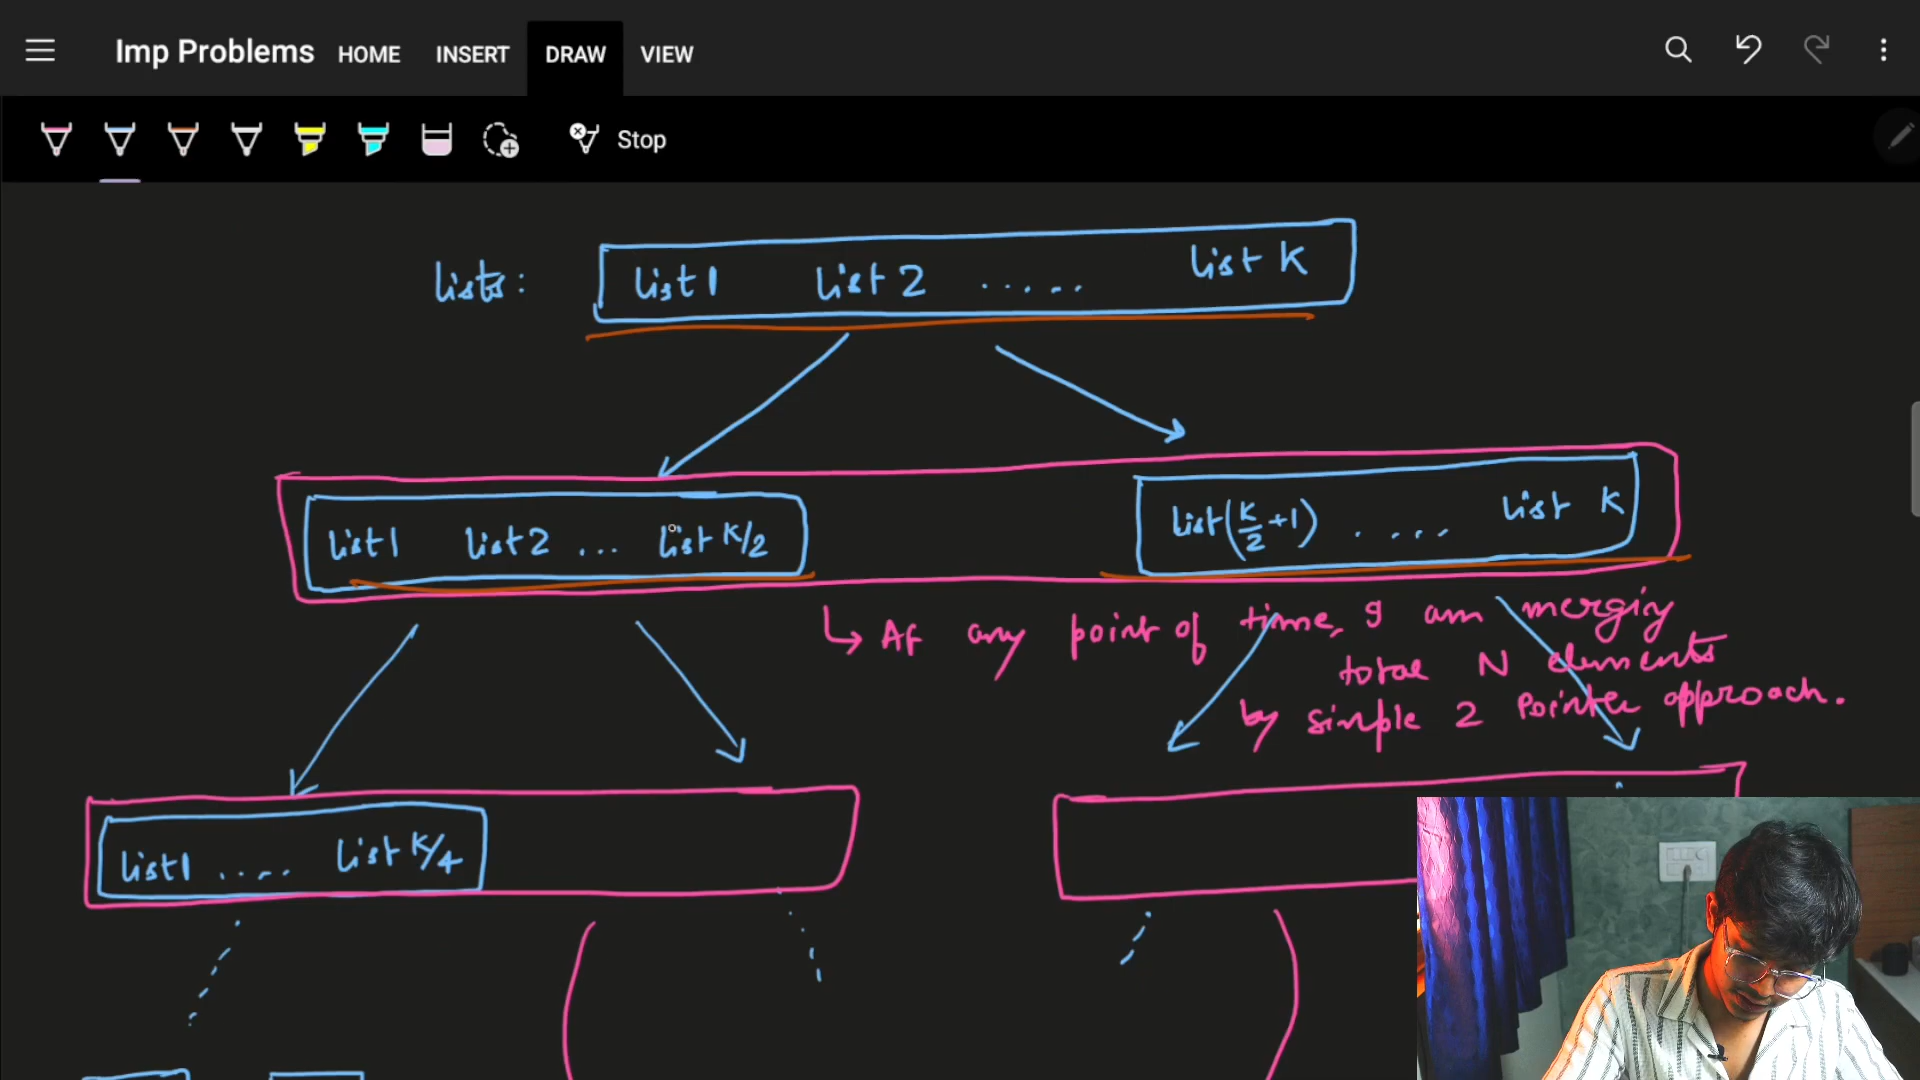 Imp Problems HOME INSERT DRAW VIEW
Stop
lists: list 1 list 2 ..... list K
list 1 list 2 ... list K/2 list(K/2+1) .... list K
↳ At any point of time, I am merging
total N elements
by simple 2 Pointer approach.
list 1 ..... list K/4